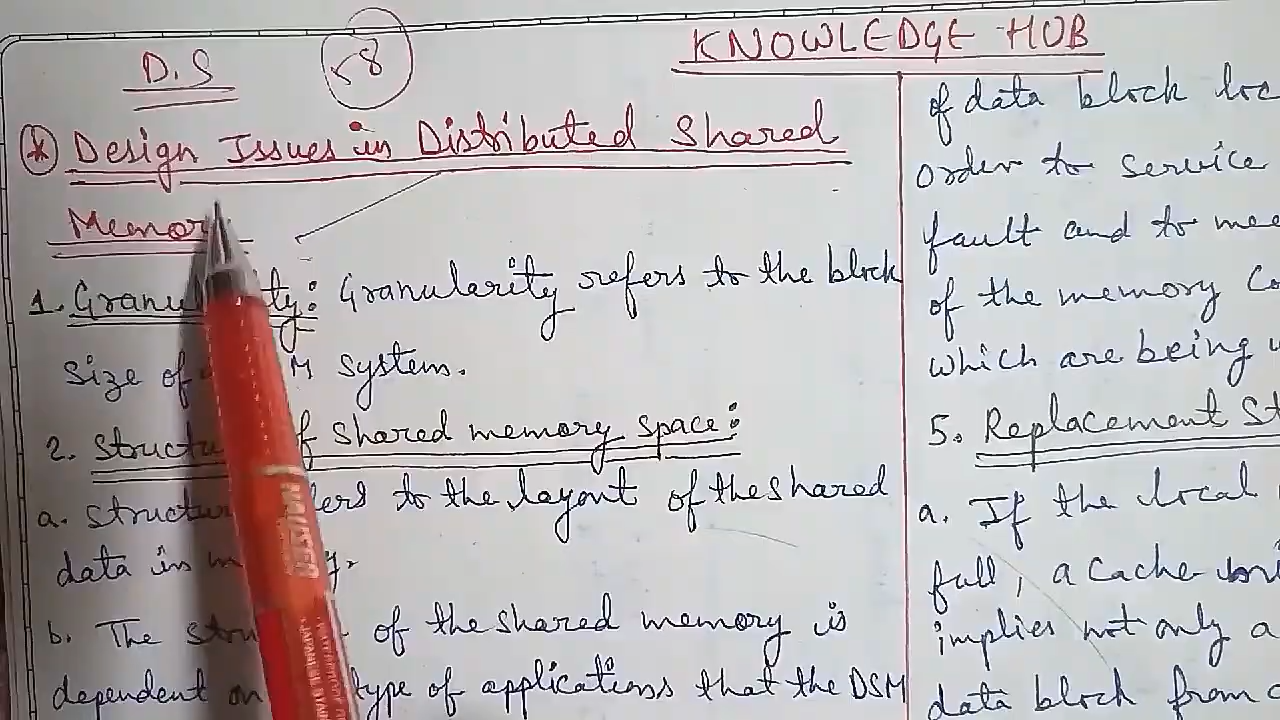 D.S
58
KNOWLEDGE HUB
Design Issues in Distributed Shared
Memory
1. Granularity: Granularity refers to the block
size of M system.
2. Structure of shared memory space:
a. Structure refers to the layout of the shared
data in memory.
b. The structure of the shared memory is
dependent on type of applications that the DSM
of data block
order to service
fault and to
of the memory
which are being
5. Replacement
a. If the local
full, a cache
implies not only a
data block from